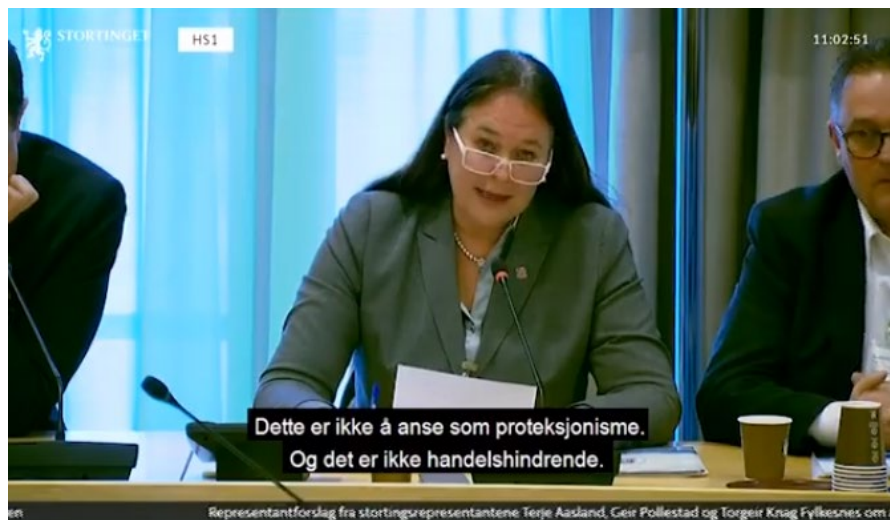 STORTINGET
HS1
11:02:51
Dette er ikke å anse som proteksjonisme.
Og det er ikke handelshindrende.
en Representantforslag fra stortingsrepresentantene Terje Aasland, Geir Pollestad og Torgeir Knag Fylkesnes om